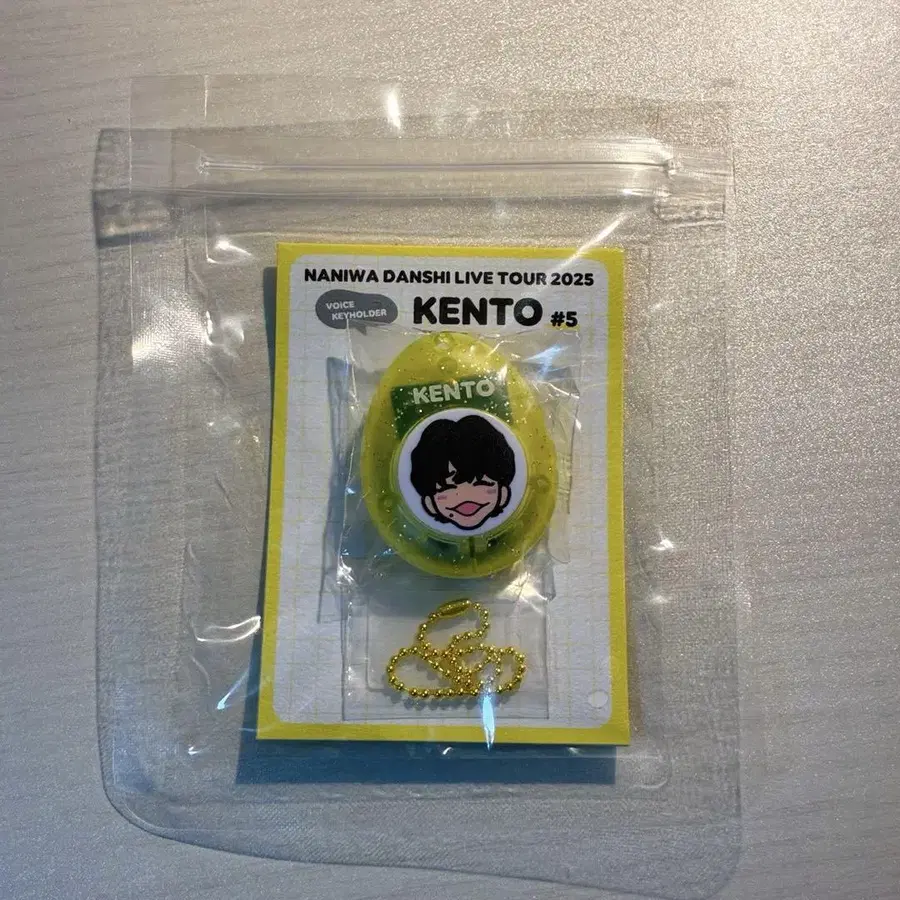 NANIWA DANSHI LIVE TOUR 2025
VOICE
KEYHOLDER
KENTO #5
KENTO